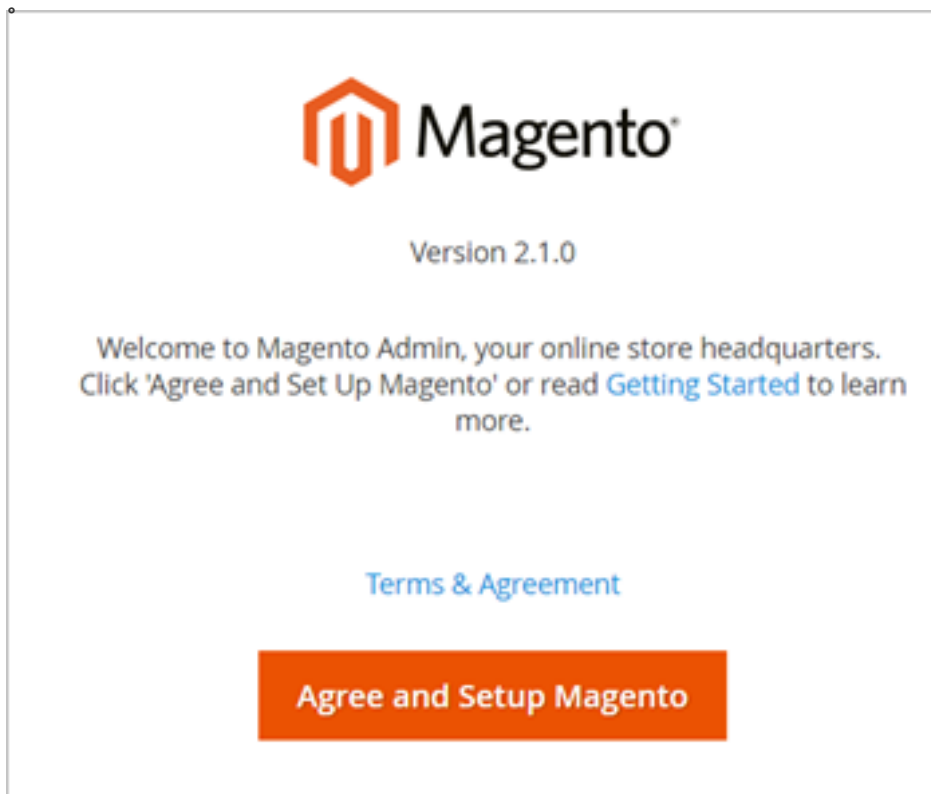 Magento®
Version 2.1.0
Welcome to Magento Admin, your online store headquarters.
Click 'Agree and Set Up Magento' or read Getting Started to learn
more.
Terms & Agreement
Agree and Setup Magento